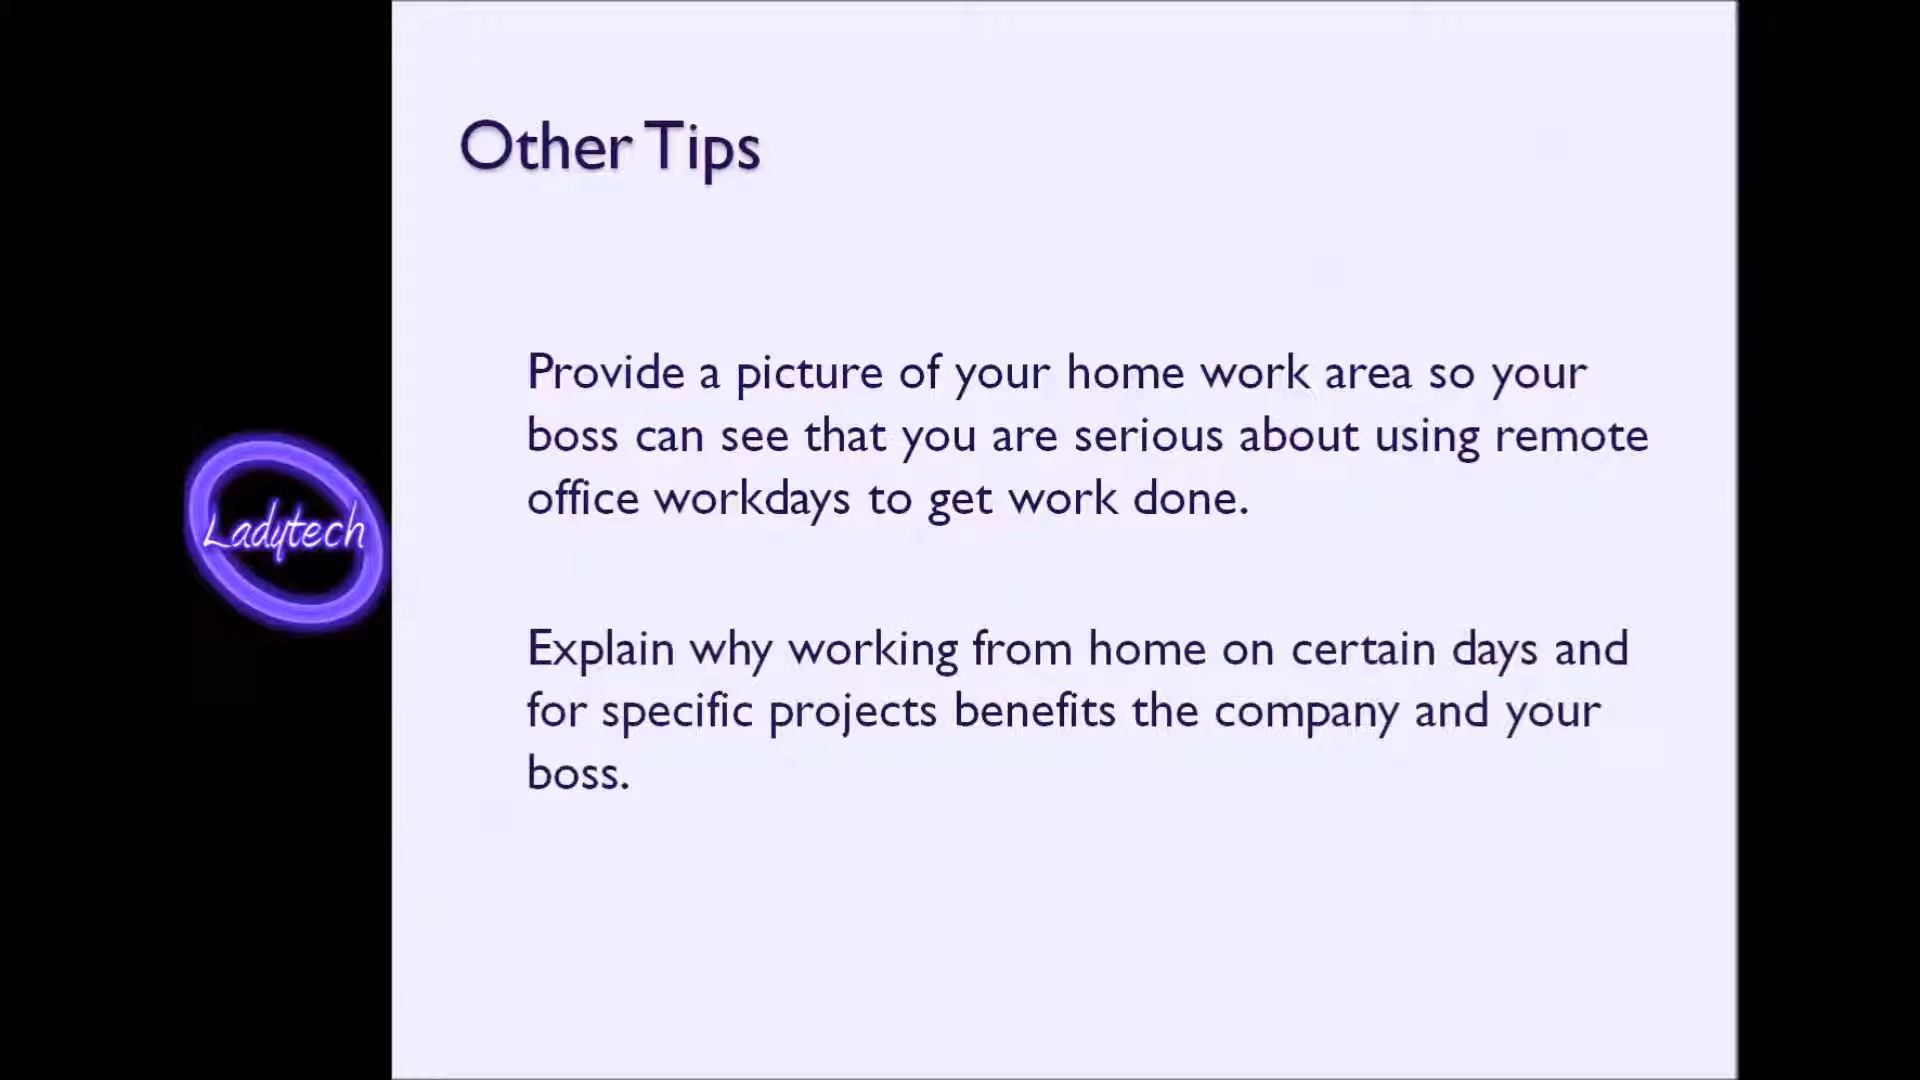 Other Tips
Provide a picture of your home work area so your
boss can see that you are serious about using remote
office workdays to get work done.
Ladytech
Explain why working from home on certain days and
for specific projects benefits the company and your
boss.